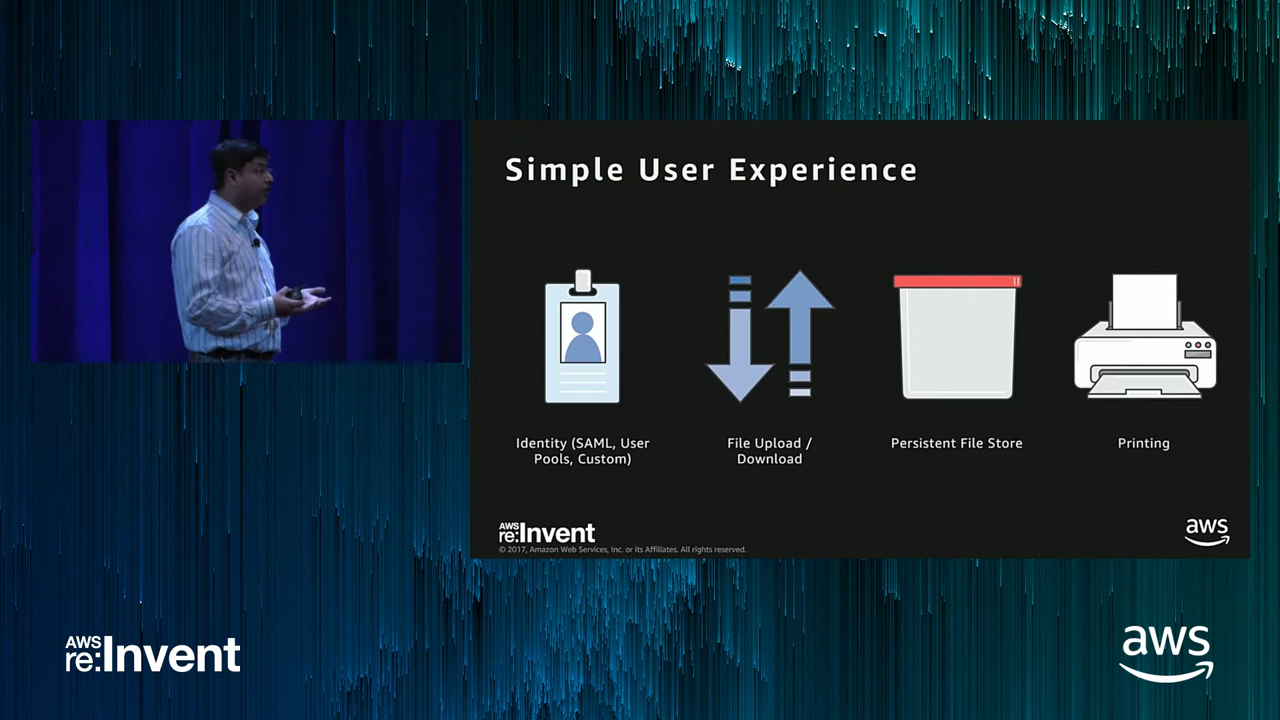 Simple User Experience
Identity (SAML, User
Pools, Custom)
File Upload /
Download
Persistent File Store
Printing
AWS
re:Invent
© 2017, Amazon Web Services, Inc. or its Affiliates. All rights reserved.
aws
AWS
re:Invent
aws